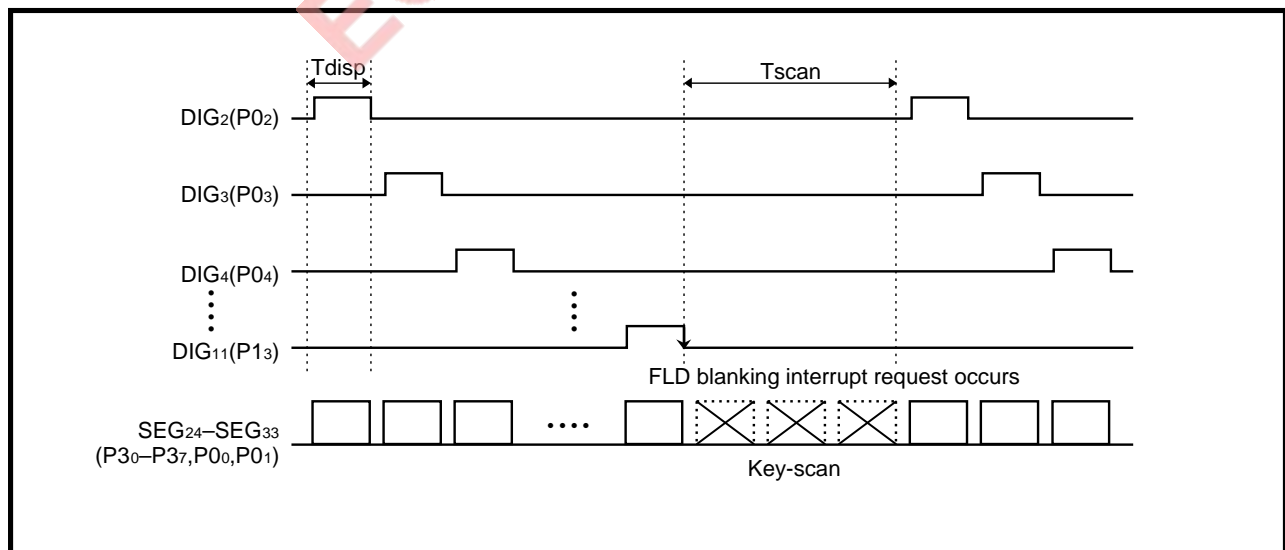 Tdisp
Tscan
DIG2(P02)
DIG3(P03)
DIG4(P04)
DIG11(P13)
FLD blanking interrupt request occurs
SEG24–SEG33
(P30–P37,P00,P01)
Key-scan